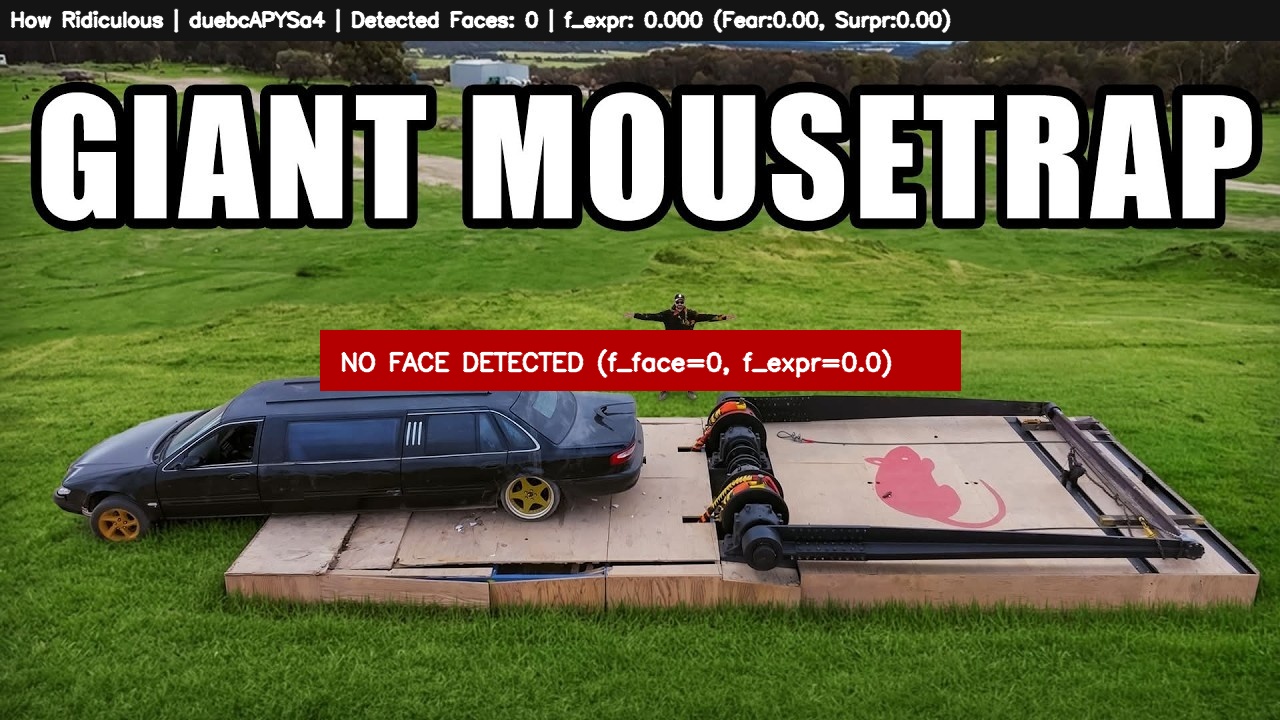 How Ridiculous | duebcAPYSa4 | Detected Faces: 0 | f_expr: 0.000 (Fear:0.00, Surpr:0.00)
GIANT MOUSETRAP
NO FACE DETECTED (f_face=0, f_expr=0.0)